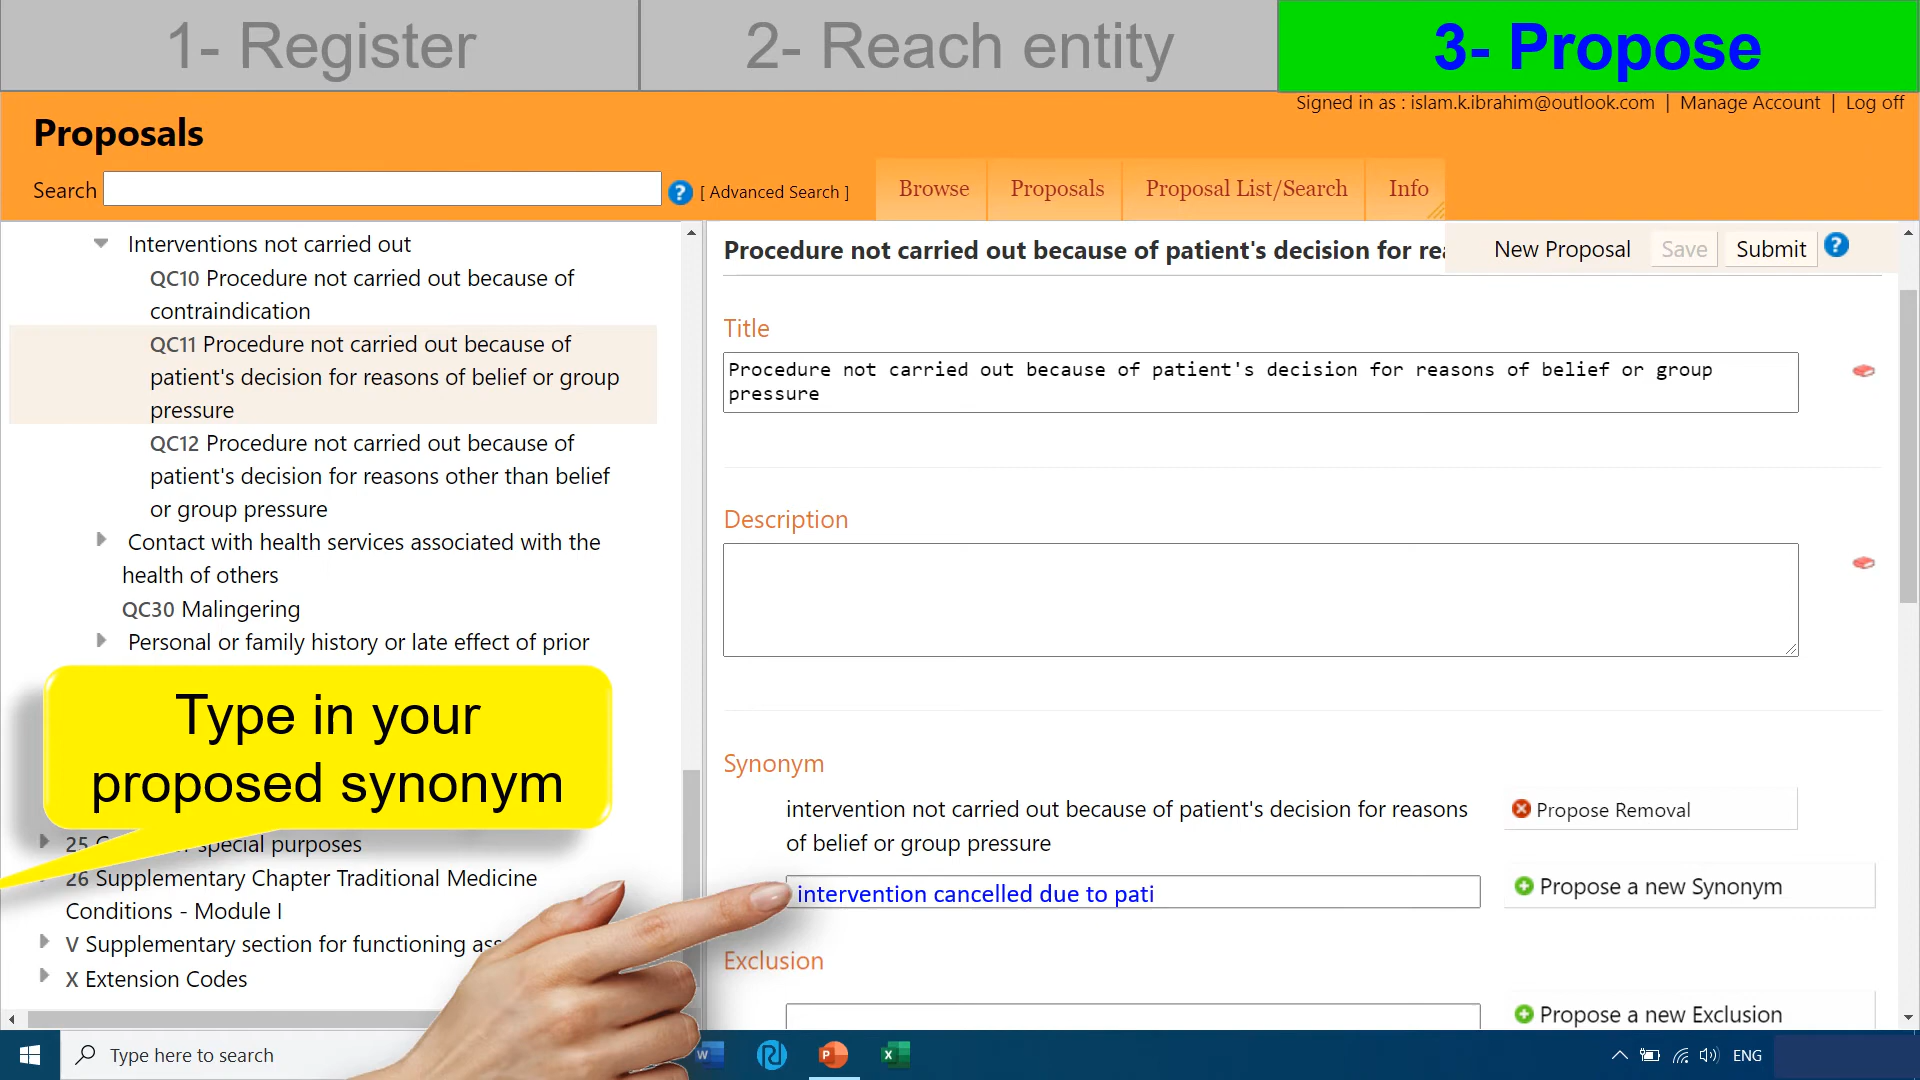 1- Register
2- Reach entity
3- Propose
Signed in as : islam.k.ibrahim@outlook.com | Manage Account | Log off
Proposals
Search
?
[ Advanced Search ]
Browse
Proposals
Proposal List/Search
Info
Interventions not carried out
QC10 Procedure not carried out because of
contraindication
QC11 Procedure not carried out because of
patient's decision for reasons of belief or group
pressure
QC12 Procedure not carried out because of
patient's decision for reasons other than belief
or group pressure
Contact with health services associated with the
health of others
QC30 Malingering
Personal or family history or late effect of prior
Type in your
proposed synonym
25 special purposes
26 Supplementary Chapter Traditional Medicine
Conditions - Module I
V Supplementary section for functioning
X Extension Codes
Procedure not carried out because of patient's decision for
New Proposal
Save
Submit
?
Title
Procedure not carried out because of patient's decision for reasons of belief or group
pressure
Description
Synonym
intervention not carried out because of patient's decision for reasons
of belief or group pressure
Propose Removal
intervention cancelled due to pati
Propose a new Synonym
Exclusion
Propose a new Exclusion
Type here to search
W
P
X
ENG